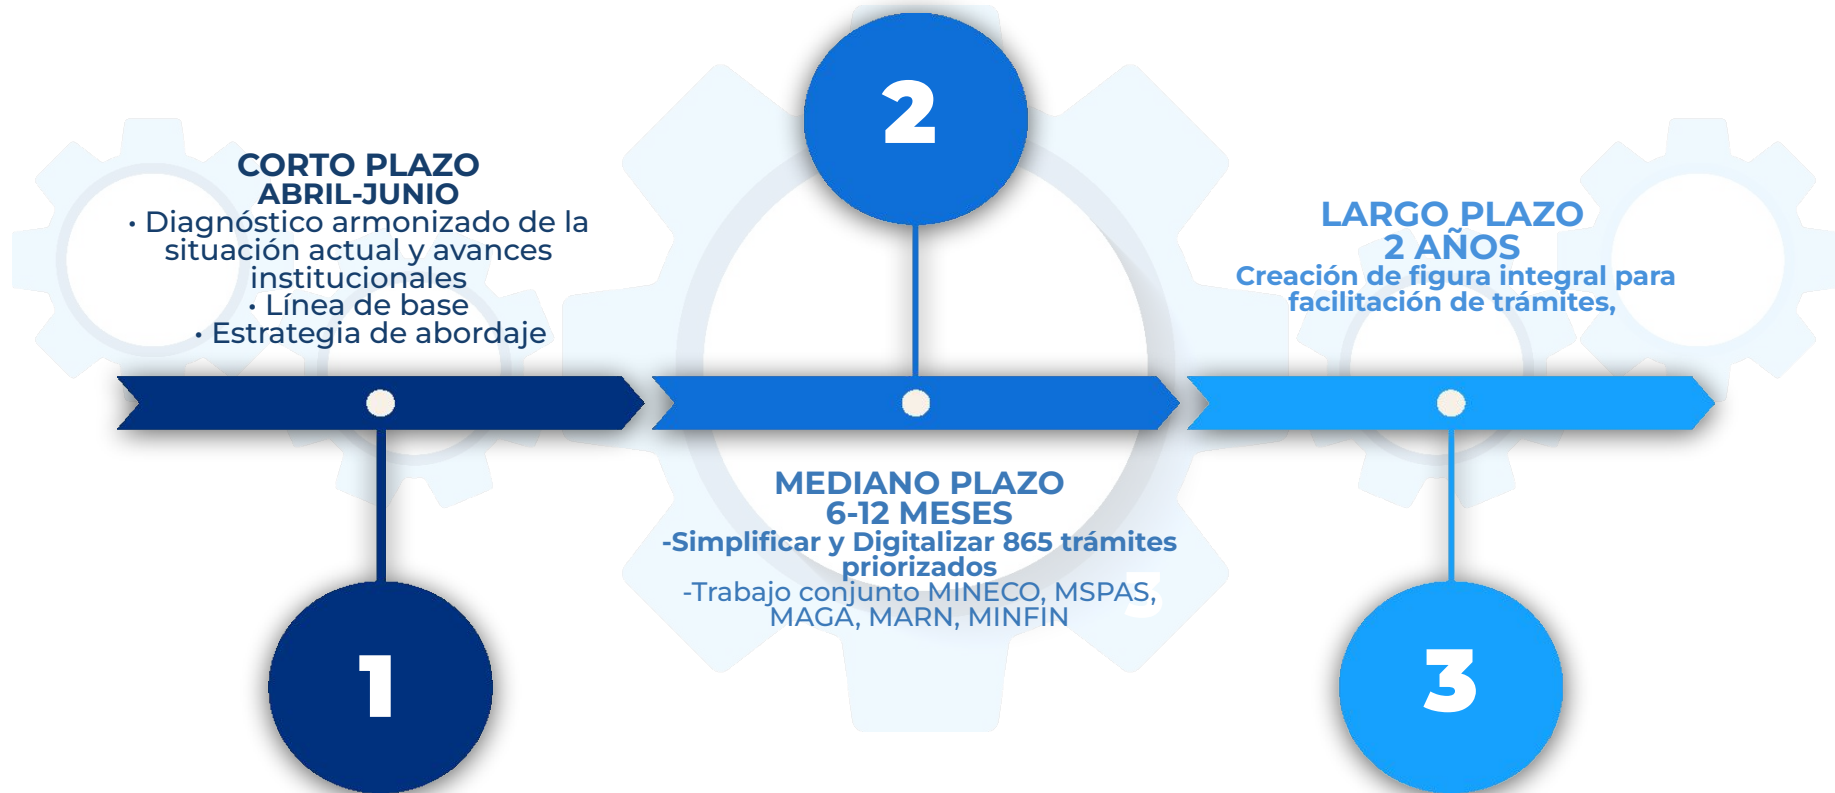 CORTO PLAZO
ABRIL-JUNIO
• Diagnóstico armonizado de la
situación actual y avances
institucionales
• Línea de base
• Estrategia de abordaje
1
2
MEDIANO PLAZO
6-12 MESES
-Simplificar y Digitalizar 865 trámites
priorizados
-Trabajo conjunto MINECO, MSPAS,
MAGA, MARN, MINFIN
3
LARGO PLAZO
2 AÑOS
Creación de figura integral para
facilitación de trámites,
3